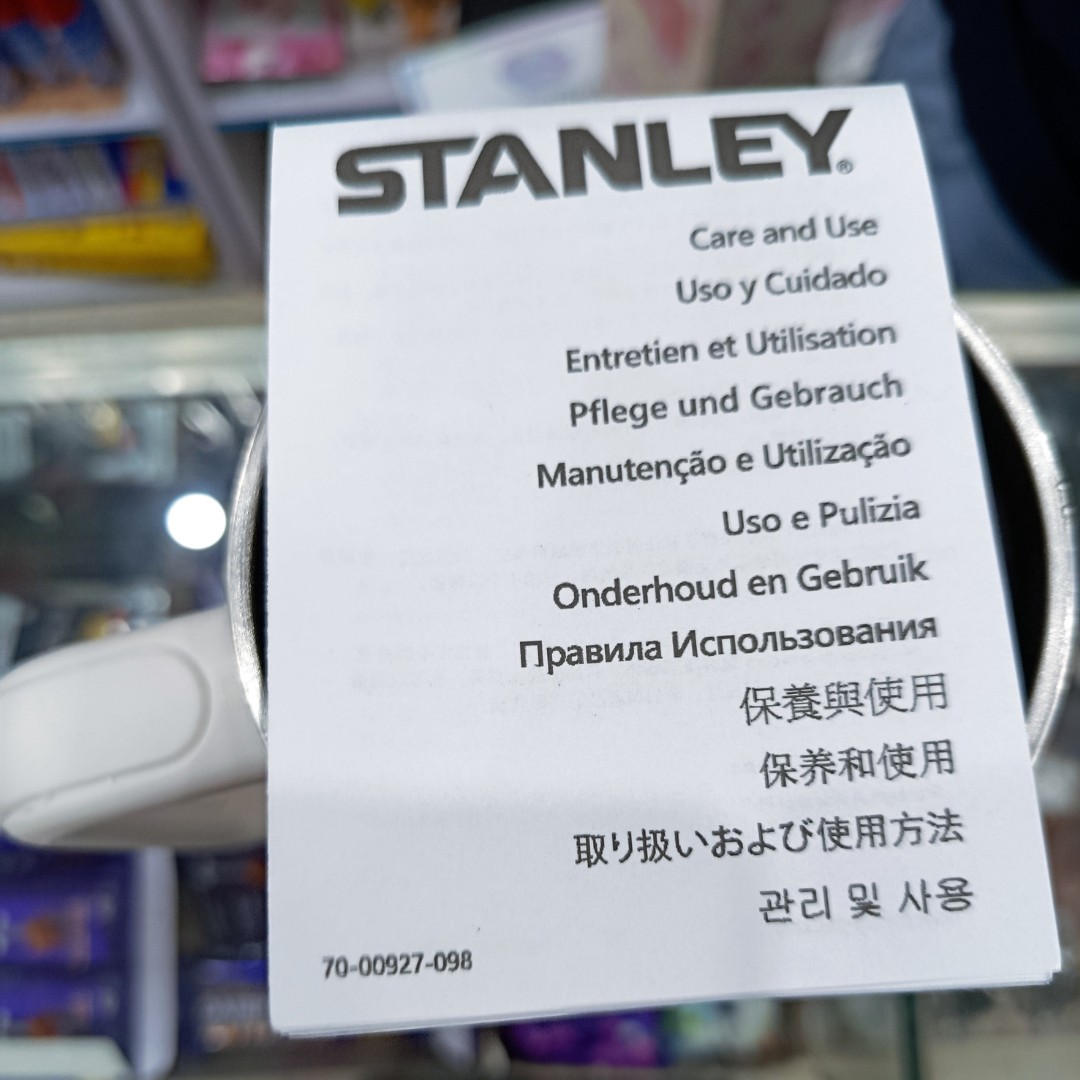 STANLEY®
Care and Use
Uso y Cuidado
Entretien et Utilisation
Pflege und Gebrauch
Manutenção e Utilização
Uso e Pulizia
Onderhoud en Gebruik
Правила Использования
保養與使用
保养和使用
取り扱いおよび使用方法
관리 및 사용
70-00927-098